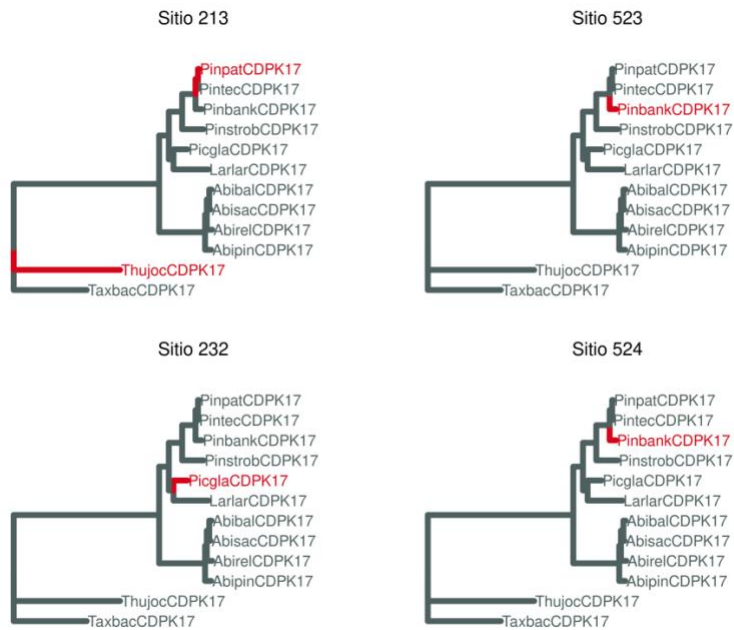 Sitio 213
PinpatCDPK17
PintecCDPK17
PinbankCDPK17
PinstrobCDPK17
PicglaCDPK17
LarlarCDPK17
AbibalCDPK17
AbisacCDPK17
AbirelCDPK17
AbipinCDPK17
ThujocCDPK17
TaxbacCDPK17
Sitio 523
PinpatCDPK17
PintecCDPK17
PinbankCDPK17
PinstrobCDPK17
PicglaCDPK17
LarlarCDPK17
AbibalCDPK17
AbisacCDPK17
AbirelCDPK17
AbipinCDPK17
ThujocCDPK17
TaxbacCDPK17
Sitio 232
PinpatCDPK17
PintecCDPK17
PinbankCDPK17
PinstrobCDPK17
PicglaCDPK17
LarlarCDPK17
AbibalCDPK17
AbisacCDPK17
AbirelCDPK17
AbipinCDPK17
ThujocCDPK17
TaxbacCDPK17
Sitio 524
PinpatCDPK17
PintecCDPK17
PinbankCDPK17
PinstrobCDPK17
PicglaCDPK17
LarlarCDPK17
AbibalCDPK17
AbisacCDPK17
AbirelCDPK17
AbipinCDPK17
ThujocCDPK17
TaxbacCDPK17